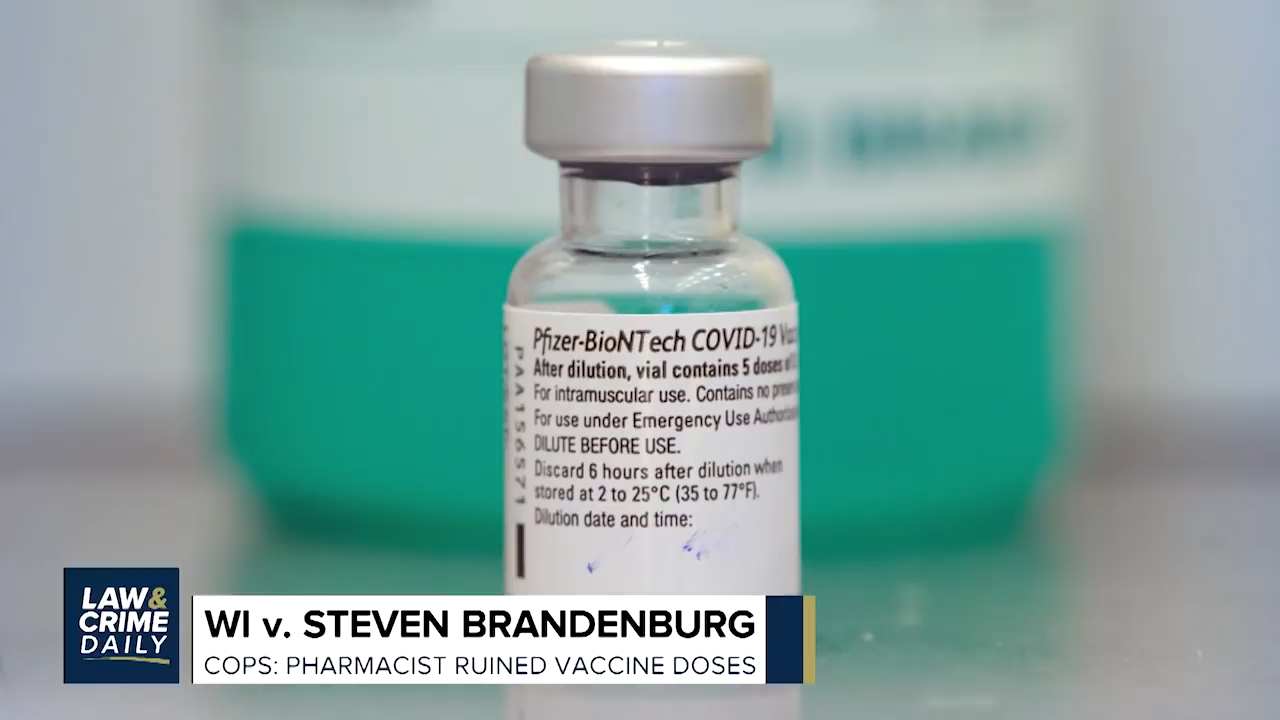 Pfizer-BioNTech COVID-19
After dilution, vial contains 5 doses
For intramuscular use. Contains no
For use under Emergency Use
DILUTE BEFORE USE.
Discard 6 hours after dilution when
stored at 2 to 25°C (35 to 77°F).
Dilution date and time:
PAA156571
LAW&
CRIME
DAILY
WI v. STEVEN BRANDENBURG
COPS: PHARMACIST RUINED VACCINE DOSES